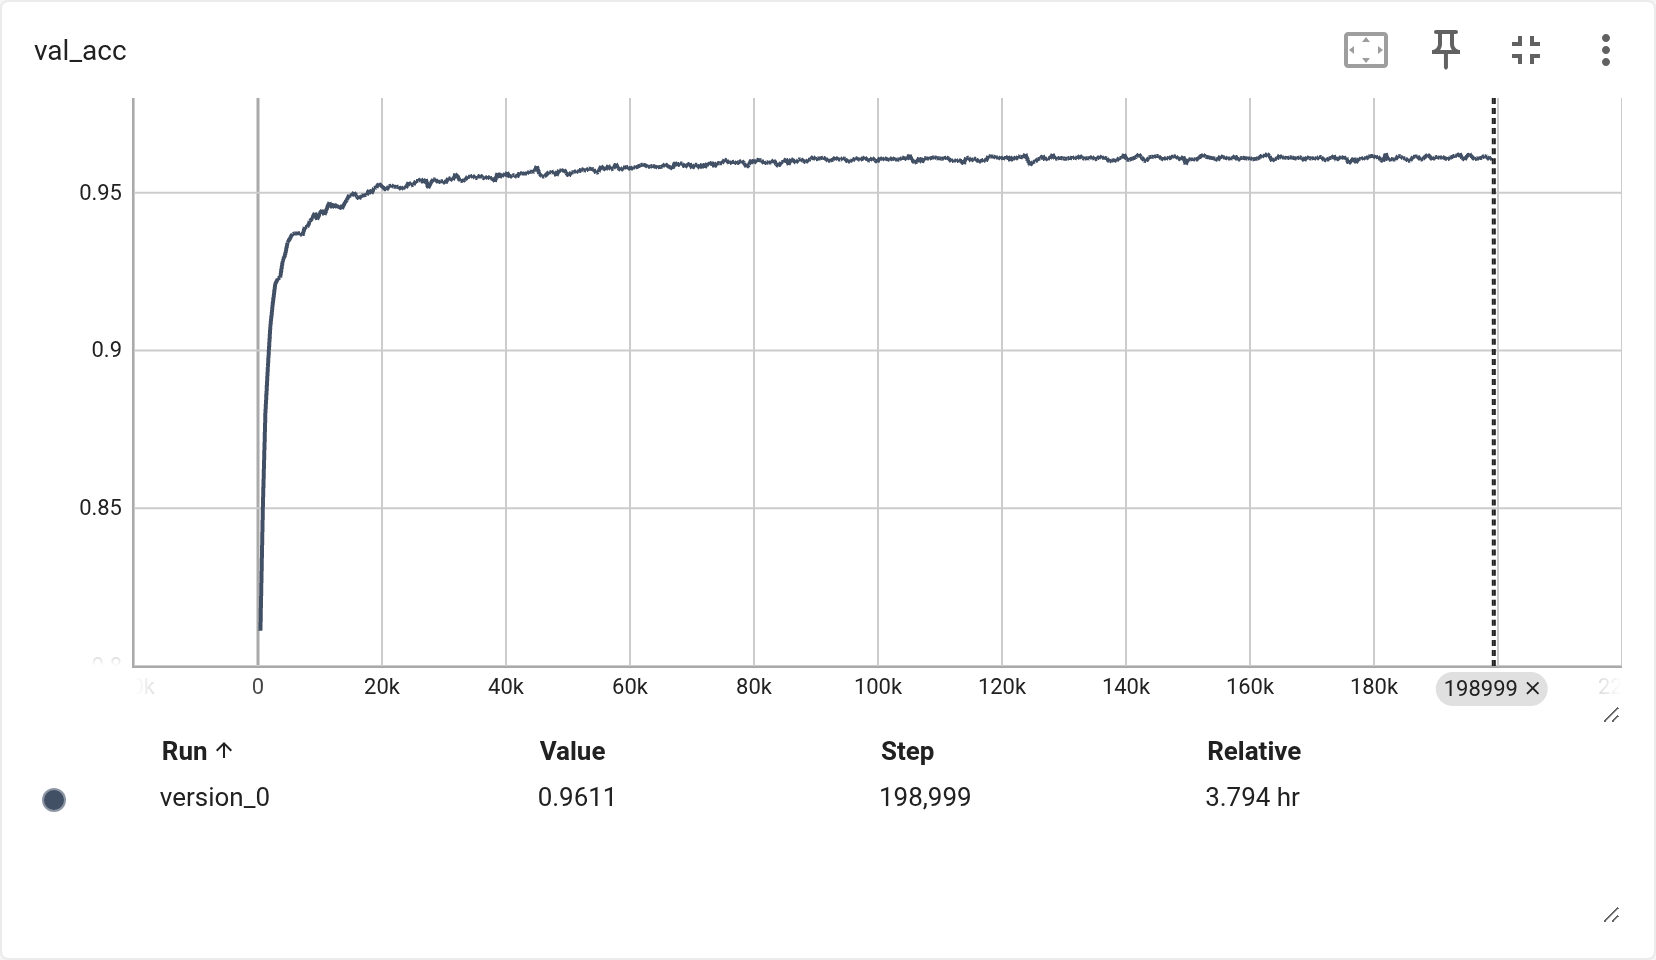 val_acc
0.95
0.9
0.85
0 20k 40k 60k 80k 100k 120k 140k 160k 180k 198999 ×
Run ↑ Value Step Relative
version_0 0.9611 198,999 3.794 hr